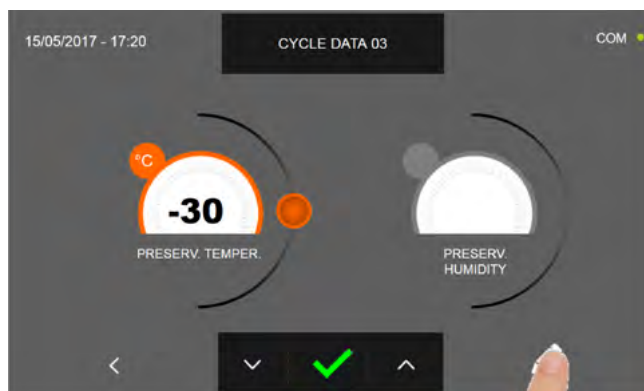 15/05/2017 - 17:20
CYCLE DATA 03
COM
°C
-30
PRESERV. TEMPER.
PRESERV.
HUMIDITY